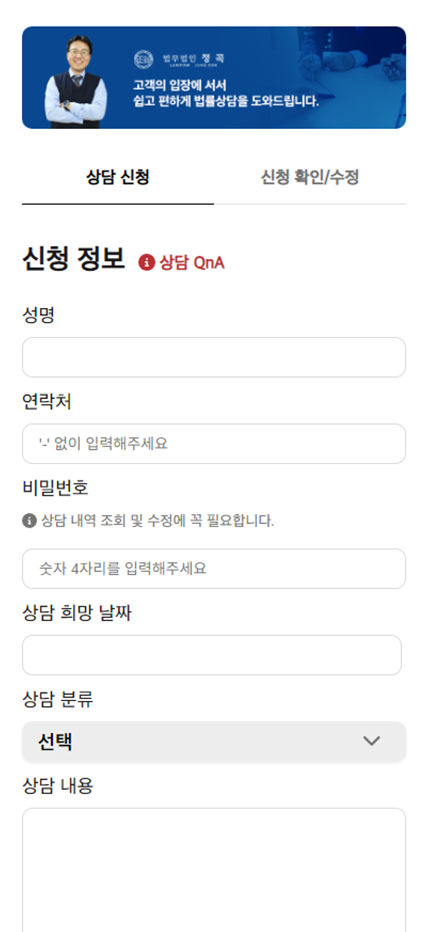 법무법인 정곡
고객의 입장에 서서
쉽고 편하게 법률상담을 도와드립니다.
상담 신청
신청 확인/수정
신청 정보
상담 QnA
성명
연락처
'-' 없이 입력해주세요
비밀번호
상담 내역 조회 및 수정에 꼭 필요합니다.
숫자 4자리를 입력해주세요
상담 희망 날짜
상담 분류
선택
상담 내용